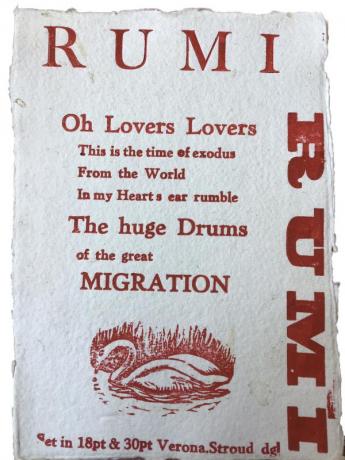 RUMI
Oh Lovers Lovers
This is the time of exodus
From the World
In my Heart s ear rumble
The huge Drums
of the great
MIGRATION
Set in 18pt & 30pt Verona.Stroud dgl
RUMI